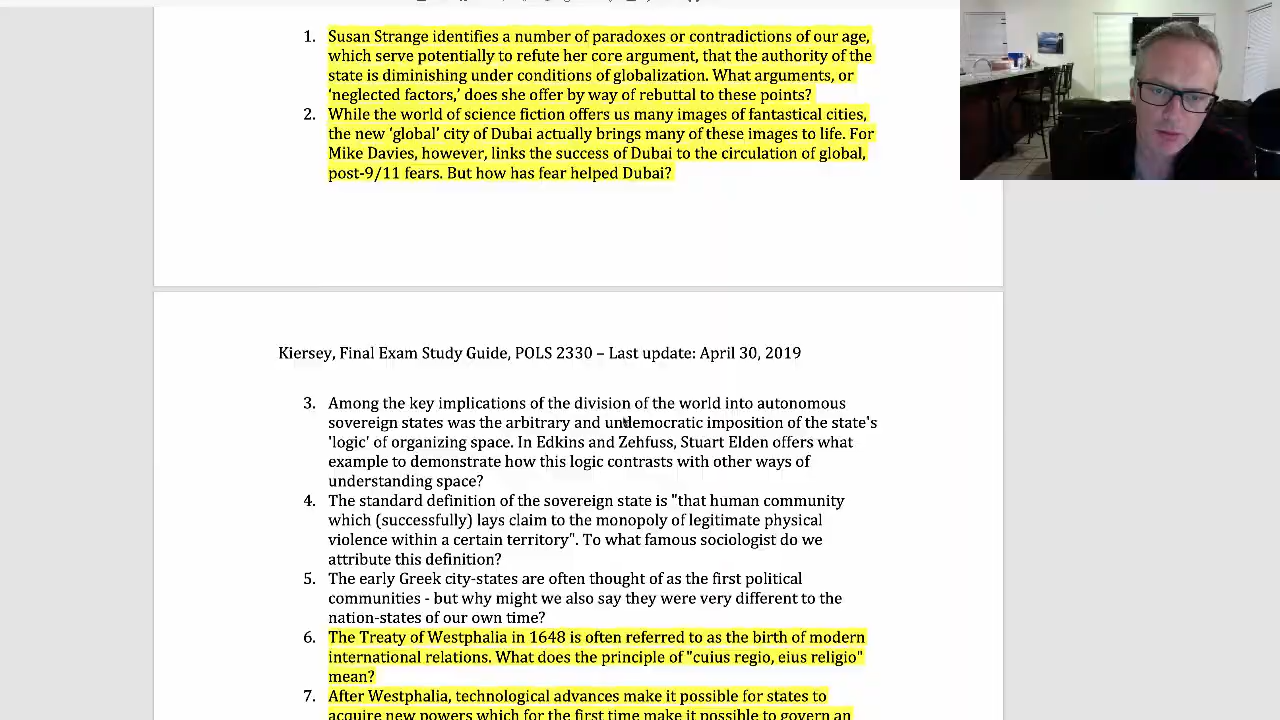 1. Susan Strange identifies a number of paradoxes or contradictions of our age,
which serve potentially to refute her core argument, that the authority of the
state is diminishing under conditions of globalization. What arguments, or
‘neglected factors,’ does she offer by way of rebuttal to these points?
2. While the world of science fiction offers us many images of fantastical cities,
the new ‘global’ city of Dubai actually brings many of these images to life. For
Mike Davies, however, links the success of Dubai to the circulation of global,
post-9/11 fears. But how has fear helped Dubai?
Kiersey, Final Exam Study Guide, POLS 2330 – Last update: April 30, 2019
3. Among the key implications of the division of the world into autonomous
sovereign states was the arbitrary and undemocratic imposition of the state's
'logic' of organizing space. In Edkins and Zehfuss, Stuart Elden offers what
example to demonstrate how this logic contrasts with other ways of
understanding space?
4. The standard definition of the sovereign state is "that human community
which (successfully) lays claim to the monopoly of legitimate physical
violence within a certain territory". To what famous sociologist do we
attribute this definition?
5. The early Greek city-states are often thought of as the first political
communities - but why might we also say they were very different to the
nation-states of our own time?
6. The Treaty of Westphalia in 1648 is often referred to as the birth of modern
international relations. What does the principle of "cuius regio, eius religio"
mean?
7. After Westphalia, technological advances make it possible for states to
acquire new powers which for the first time make it possible to govern an